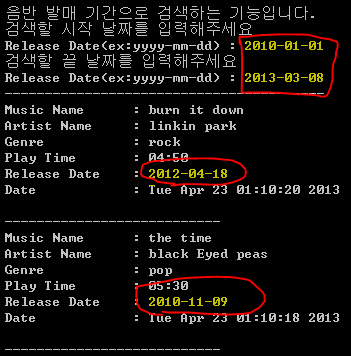 음반 발매 기간으로 검색하는 기능입니다.
검색할 시작 날짜를 입력해주세요
Release Date(ex:yyyy-mm-dd) : 2010-01-01
검색할 끝 날짜를 입력해주세요
Release Date(ex:yyyy-mm-dd) : 2013-03-08
----------------------------------------
Music Name : burn it down
Artist Name : linkin park
Genre : rock
Play Time : 04:50
Release Date : 2012-04-18
Date : Tue Apr 23 01:10:20 2013
---------------------------
Music Name : the time
Artist Name : black Eyed peas
Genre : pop
Play Time : 05:30
Release Date : 2010-11-09
Date : Tue Apr 23 01:10:18 2013
---------------------------